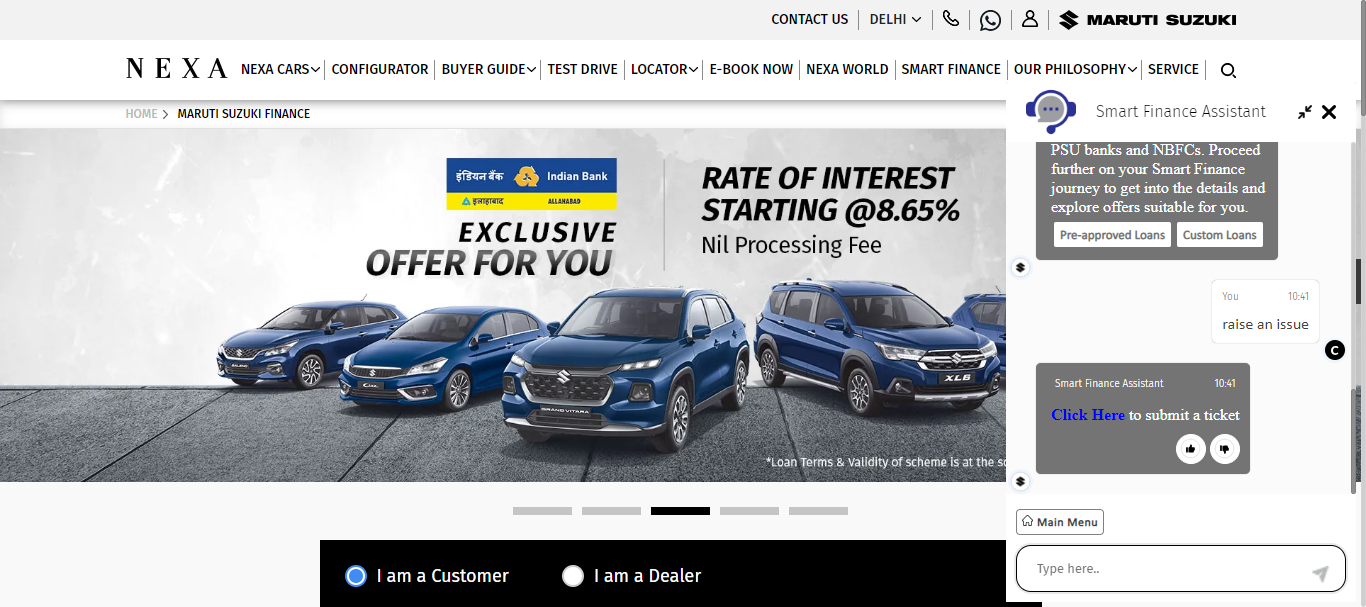 CONTACT US
DELHI
MARUTI SUZUKI
NEXA
NEXA CARS
CONFIGURATOR
BUYER GUIDE
TEST DRIVE
LOCATOR
E-BOOK NOW
NEXA WORLD
SMART FINANCE
OUR PHILOSOPHY
SERVICE
HOME
MARUTI SUZUKI FINANCE
इंडियन बैंक Indian Bank
इलाहाबाद ALLAHABAD
EXCLUSIVE
OFFER FOR YOU
RATE OF INTEREST
STARTING @8.65%
Nil Processing Fee
BALENO
CIAZ
GRAND VITARA
XL6
*Loan Terms & Validity of scheme is at the
I am a Customer
I am a Dealer
Smart Finance Assistant
PSU banks and NBFCs. Proceed
further on your Smart Finance
journey to get into the details and
explore offers suitable for you.
Pre-approved Loans
Custom Loans
You 10:41
raise an issue
C
Smart Finance Assistant 10:41
Click Here to submit a ticket
Main Menu
Type here..